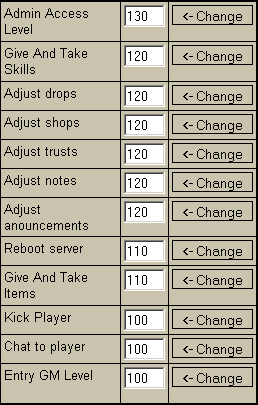 Admin Access Level 130 <- Change
Give And Take Skills 120 <- Change
Adjust drops 120 <- Change
Adjust shops 120 <- Change
Adjust trusts 120 <- Change
Adjust notes 120 <- Change
Adjust anouncements 120 <- Change
Reboot server 110 <- Change
Give And Take Items 110 <- Change
Kick Player 100 <- Change
Chat to player 100 <- Change
Entry GM Level 100 <- Change